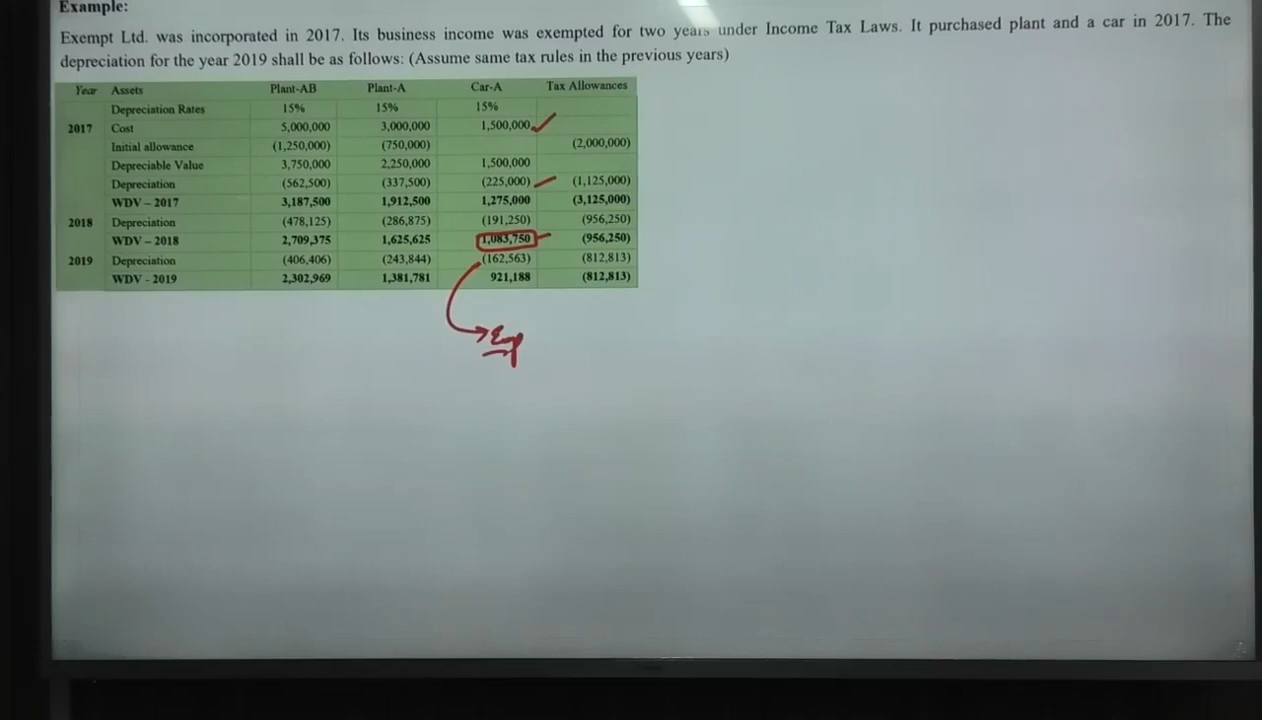 Example:
Exempt Ltd. was incorporated in 2017. Its business income was exempted for two years under Income Tax Laws. It purchased plant and a car in 2017. The
depreciation for the year 2019 shall be as follows: (Assume same tax rules in the previous years)
Year Assets Plant-AB Plant-A Car-A Tax Allowances
Depreciation Rates 15% 15% 15%
2017 Cost 5,000,000 3,000,000 1,500,000
Initial allowance (1,250,000) (750,000) (2,000,000)
Depreciable Value 3,750,000 2,250,000 1,500,000
Depreciation (562,500) (337,500) (225,000) (1,125,000)
WDV – 2017 3,187,500 1,912,500 1,275,000 (3,125,000)
2018 Depreciation (478,125) (286,875) (191,250) (956,250)
WDV – 2018 2,709,375 1,625,625 1,083,750 (956,250)
2019 Depreciation (406,406) (243,844) (162,563) (812,813)
WDV - 2019 2,302,969 1,381,781 921,188 (812,813)
Exp